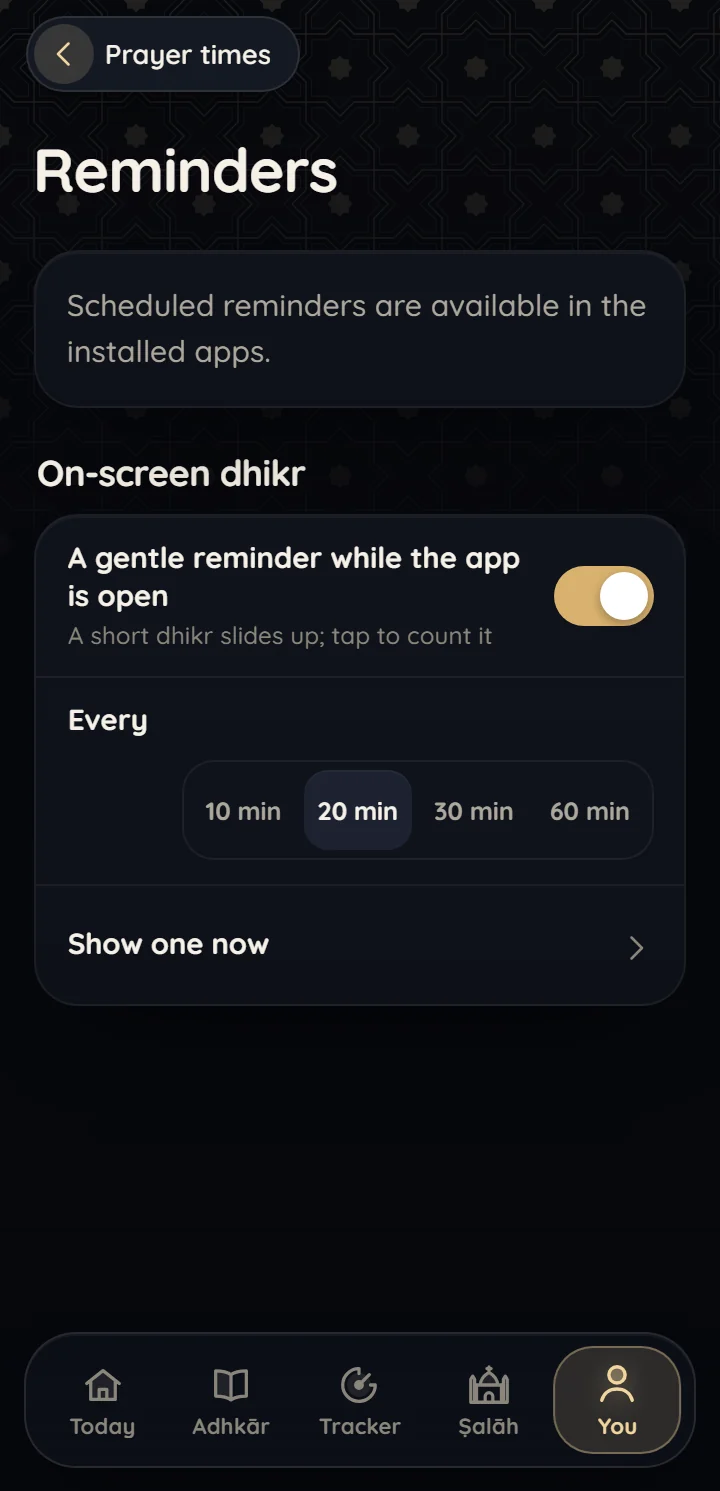 Prayer times
Reminders
Scheduled reminders are available in the
installed apps.
On-screen dhikr
A gentle reminder while the app
is open
A short dhikr slides up; tap to count it
Every
10 min
20 min
30 min
60 min
Show one now
Today
Adhkār
Tracker
Ṣalāh
You